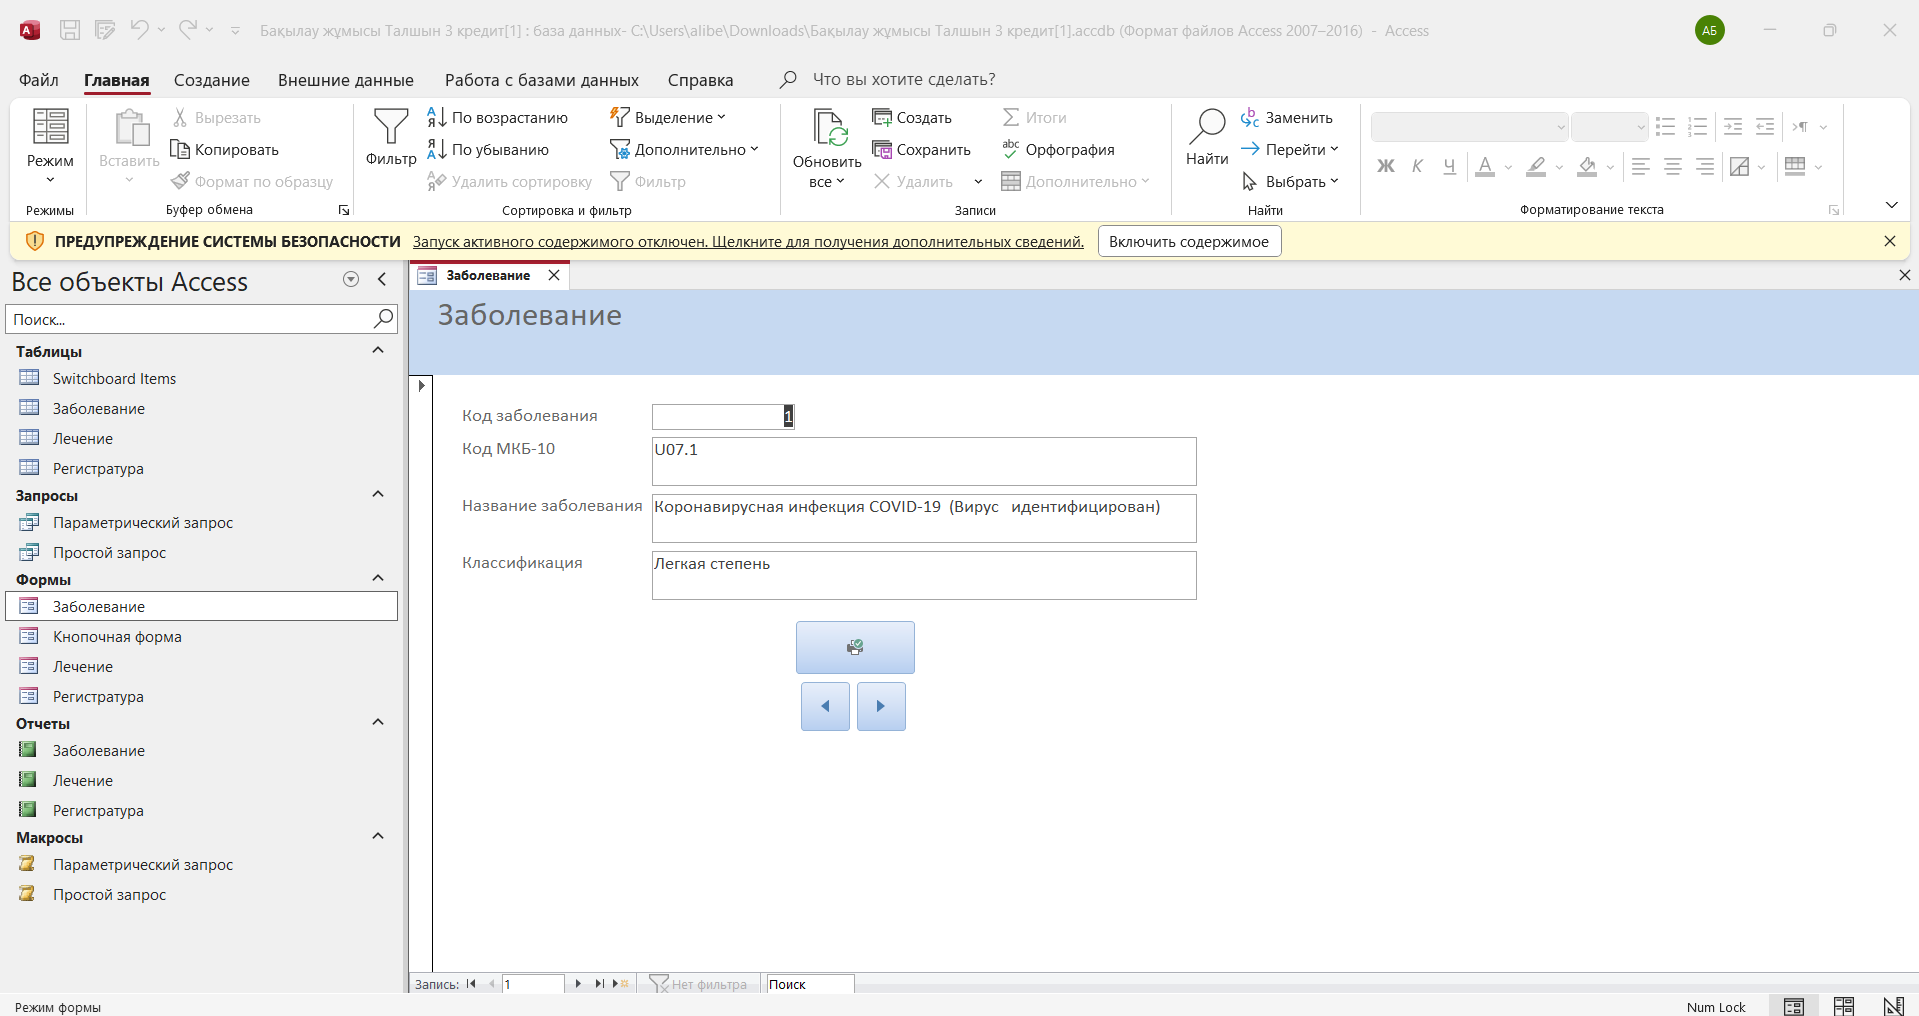 Бақылау жұмысы Талшын 3 кредит[1] : база данных- C:\Users\alibe\Downloads\Бақылау жұмысы Талшын 3 кредит[1].accdb (Формат файлов Access 2007–2016) - Access
АБ
Файл Главная Создание Внешние данные Работа с базами данных Справка Что вы хотите сделать?
Режим
Режимы
Вставить
Вырезать
Копировать
Формат по образцу
Буфер обмена
Фильтр
По возрастанию
По убыванию
Удалить сортировку
Выделение
Дополнительно
Фильтр
Сортировка и фильтр
Обновить
все
Создать
Сохранить
Удалить
Итоги
Орфография
Дополнительно
Записи
Найти
Заменить
Перейти
Выбрать
Найти
Ж К Ч А
Форматирование текста
ПРЕДУПРЕЖДЕНИЕ СИСТЕМЫ БЕЗОПАСНОСТИ Запуск активного содержимого отключен. Щелкните для получения дополнительных сведений. Включить содержимое
Все объекты Access
Поиск...
Таблицы
Switchboard Items
Заболевание
Лечение
Регистратура
Запросы
Параметрический запрос
Простой запрос
Формы
Заболевание
Кнопочная форма
Лечение
Регистратура
Отчеты
Заболевание
Лечение
Регистратура
Макросы
Параметрический запрос
Простой запрос
Заболевание
Заболевание
Код заболевания 1
Код МКБ-10 U07.1
Название заболевания Коронавирусная инфекция COVID-19 (Вирус идентифицирован)
Классификация Легкая степень
Запись: 1 Нет фильтра Поиск
Режим формы Num Lock